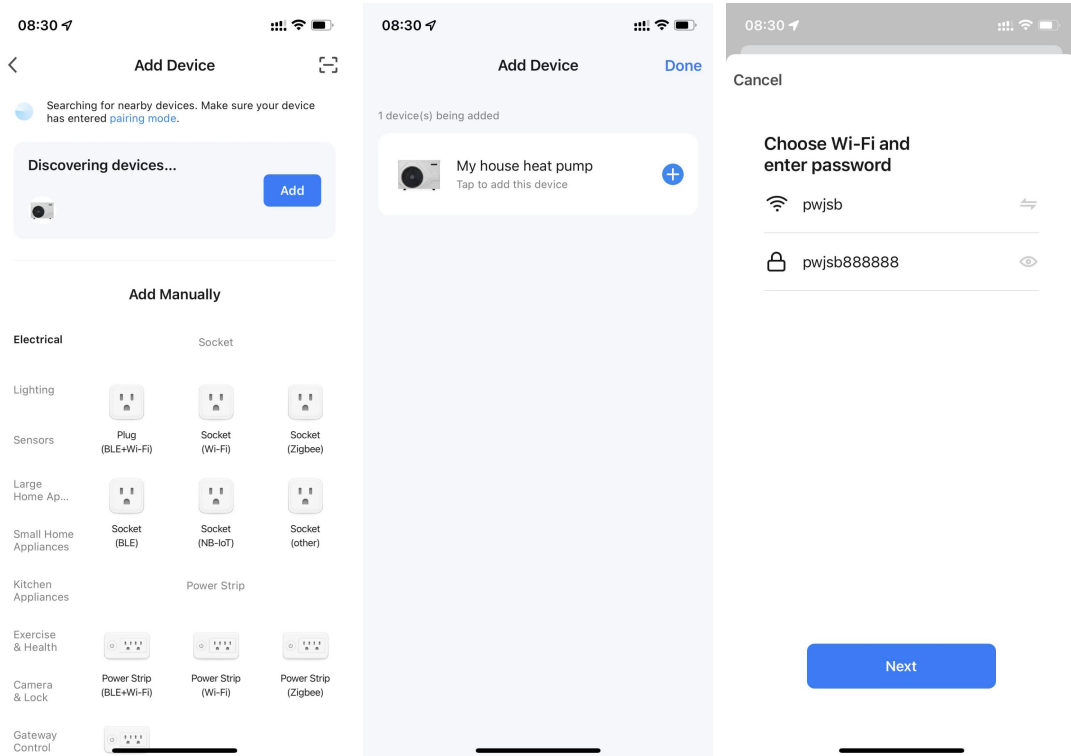 08:30
Add Device
Searching for nearby devices. Make sure your device
has entered pairing mode.
Discovering devices...
Add
Add Manually
Electrical
Socket
Lighting
Sensors
Large
Home Ap...
Small Home
Appliances
Kitchen
Appliances
Exercise
& Health
Camera
& Lock
Gateway
Control
Plug
(BLE+Wi-Fi)
Socket
(Wi-Fi)
Socket
(Zigbee)
Socket
(BLE)
Socket
(NB-IoT)
Socket
(other)
Power Strip
Power Strip
(BLE+Wi-Fi)
Power Strip
(Wi-Fi)
Power Strip
(Zigbee)
08:30
Add Device
Done
1 device(s) being added
My house heat pump
Tap to add this device
08:30
Cancel
Choose Wi-Fi and
enter password
pwjsb
pwjsb888888
Next